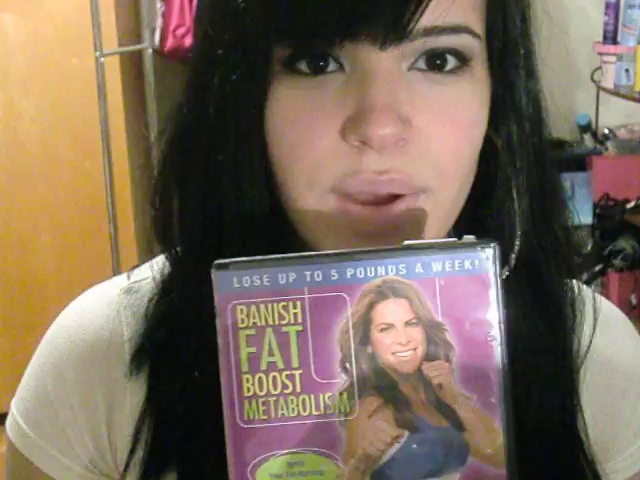 LOSE UP TO 5 POUNDS A WEEK!
BANISH
FAT
BOOST
METABOLISM